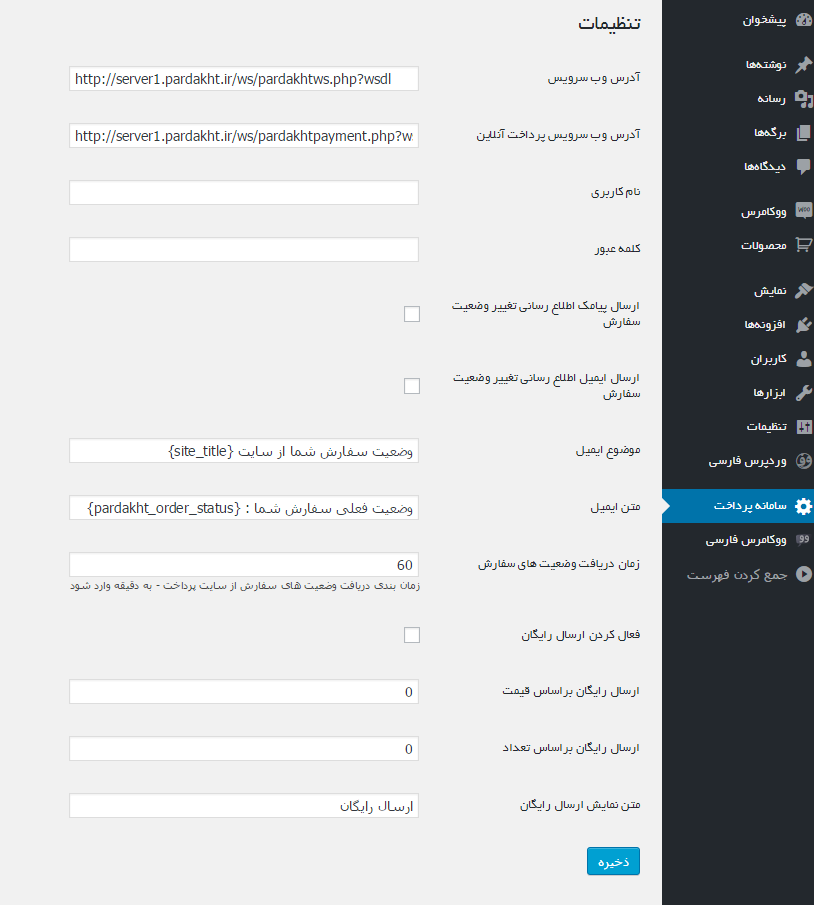 پیشخوان
نوشته‌ها
رسانه
برگه‌ها
دیدگاه‌ها
ووکامرس
محصولات
نمایش
افزونه‌ها
کاربران
ابزارها
تنظیمات
وردپرس فارسی
سامانه پرداخت
ووکامرس فارسی
جمع کردن فهرست
تنظیمات
آدرس وب سرویس
http://server1.pardakht.ir/ws/pardakhtws.php?wsdl
آدرس وب سرویس پرداخت آنلاین
http://server1.pardakht.ir/ws/pardakhtpayment.php?w
نام کاربری
کلمه عبور
ارسال پیامک اطلاع رسانی تغییر وضعیت
سفارش
ارسال ایمیل اطلاع رسانی تغییر وضعیت
سفارش
موضوع ایمیل
وضعیت سفارش شما از سایت {site_title}
متن ایمیل
وضعیت فعلی سفارش شما : {pardakht_order_status}
زمان دریافت وضعیت های سفارش
60
زمان بندی دریافت وضعیت های سفارش از سایت پرداخت - به دقیقه وارد شود
فعال کردن ارسال رایگان
ارسال رایگان براساس قیمت
0
ارسال رایگان براساس تعداد
0
متن نمایش ارسال رایگان
ارسال رایگان
ذخیره